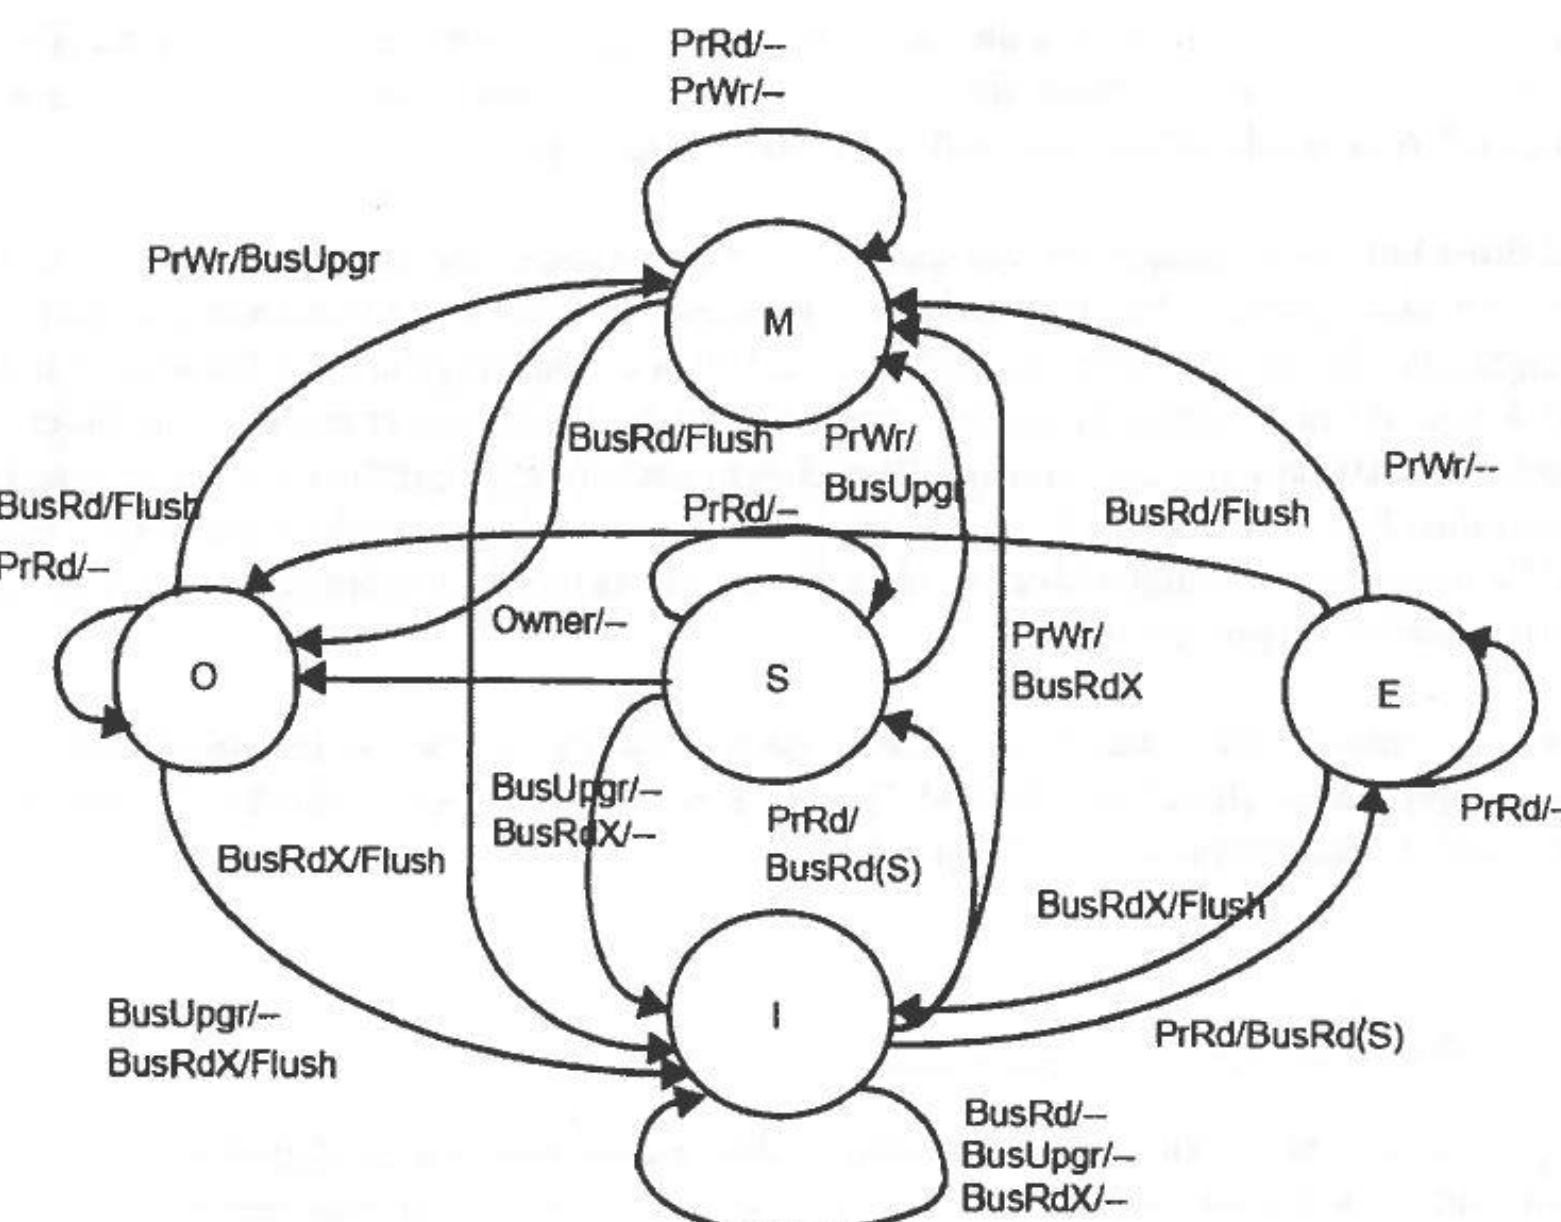 PrRd/--
PrWr/--
PrWr/BusUpgr
M
BusRd/Flush
PrWr/
BusUpgr
PrRd/--
BusRd/Flush
PrWr/--
BusRd/Flush
PrRd/--
Owner/--
PrWr/
BusRdX
O
S
E
BusUpgr/--
BusRdX/--
PrRd/
BusRd(S)
PrRd/-
BusRdX/Flush
BusRdX/Flush
I
BusUpgr/--
BusRdX/Flush
PrRd/BusRd(S)
BusRd/--
BusUpgr/--
BusRdX/--